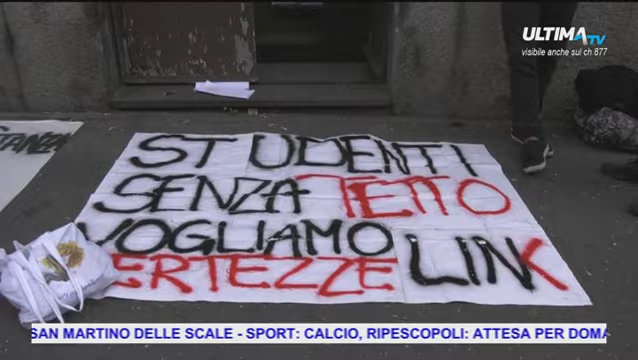 ULTIMA TV
visibile anche sul ch 877
STUDENTI
SENZA TETTO
VOGLIAMO LINK
CERTEZZE
SAN MARTINO DELLE SCALE - SPORT: CALCIO, RIPESCOPOLI: ATTESA PER DOMA